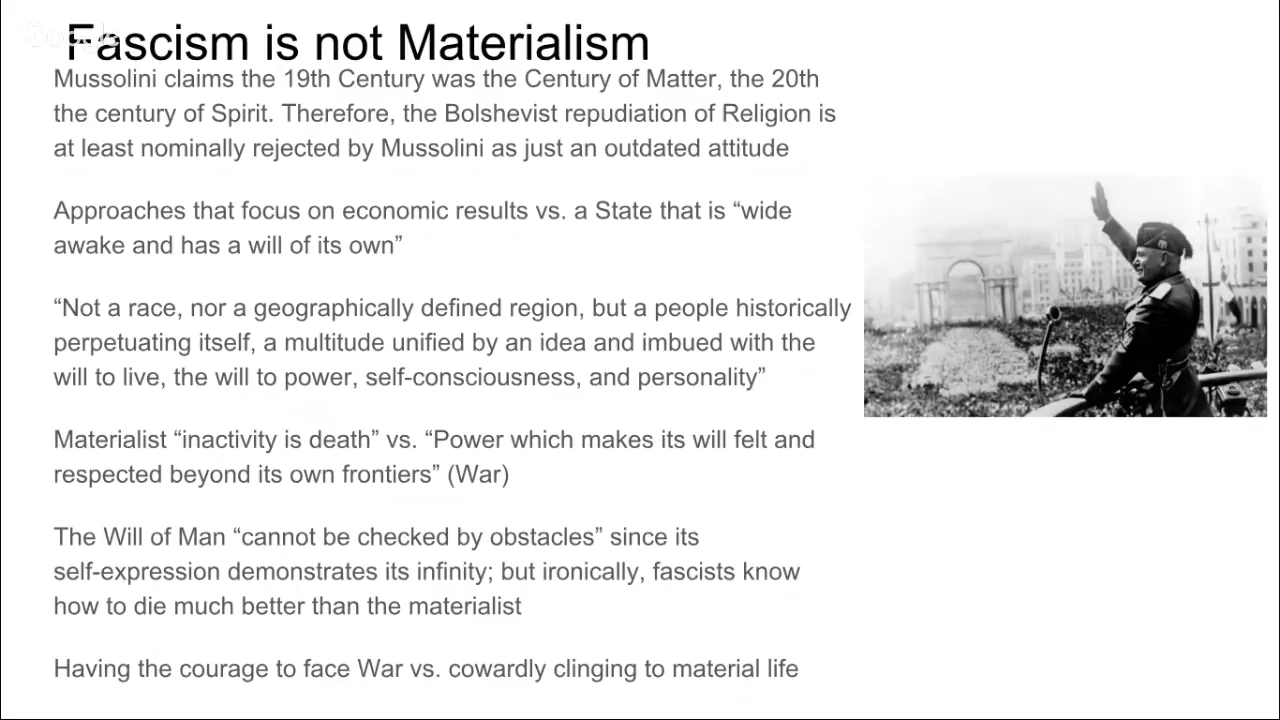 Google
Fascism is not Materialism
Mussolini claims the 19th Century was the Century of Matter, the 20th
the century of Spirit. Therefore, the Bolshevist repudiation of Religion is
at least nominally rejected by Mussolini as just an outdated attitude
Approaches that focus on economic results vs. a State that is “wide
awake and has a will of its own”
“Not a race, nor a geographically defined region, but a people historically
perpetuating itself, a multitude unified by an idea and imbued with the
will to live, the will to power, self-consciousness, and personality”
Materialist “inactivity is death” vs. “Power which makes its will felt and
respected beyond its own frontiers” (War)
The Will of Man “cannot be checked by obstacles” since its
self-expression demonstrates its infinity; but ironically, fascists know
how to die much better than the materialist
Having the courage to face War vs. cowardly clinging to material life